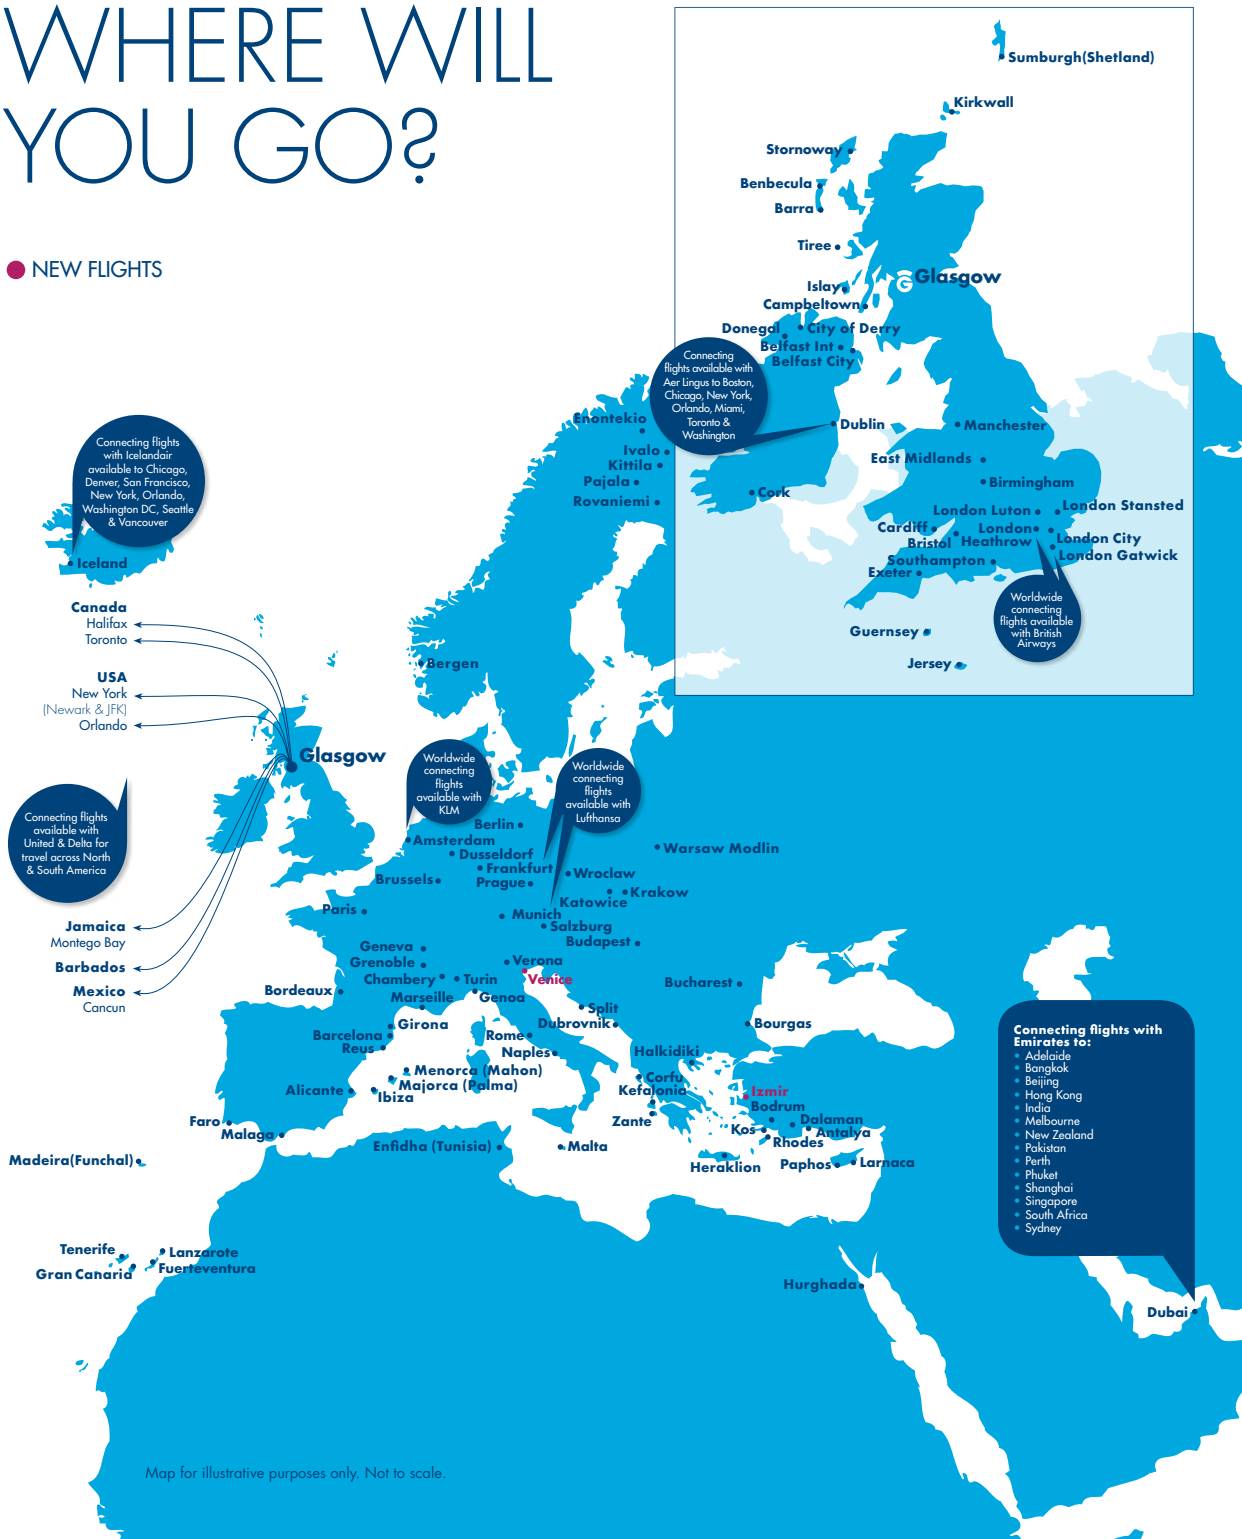 WHERE WILL
YOU GO?
NEW FLIGHTS
Sumburgh(Shetland)
Kirkwall
Stornoway
Benbecula
Barra
Tiree
Islay
G Glasgow
Campbeltown
Donegal
City of Derry
Belfast Int
Belfast City
Connecting
flights available with
Aer Lingus to Boston,
Chicago, New York,
Orlando, Miami,
Toronto &
Washington
Dublin
Manchester
East Midlands
Birmingham
Cork
London Luton
London Stansted
Cardiff
Bristol
London
Heathrow
London City
London Gatwick
Southampton
Exeter
Worldwide
connecting
flights available
with British
Airways
Guernsey
Jersey
Enontekio
Ivalo
Kittila
Pajala
Rovaniemi
Connecting flights
with Icelandair
available to Chicago,
Denver, San Francisco,
New York, Orlando,
Washington DC, Seattle
& Vancouver
Iceland
Canada
Halifax
Toronto
USA
New York
(Newark & JFK)
Orlando
Bergen
Glasgow
Connecting flights
available with
United & Delta for
travel across North
& South America
Worldwide
connecting
flights
available with
KLM
Worldwide
connecting
flights
available with
Lufthansa
Berlin
Amsterdam
Dusseldorf
Warsaw Modlin
Frankfurt
Brussels
Prague
Wroclaw
Krakow
Katowice
Paris
Munich
Salzburg
Budapest
Jamaica
Montego Bay
Barbados
Mexico
Cancun
Geneva
Grenoble
Verona
Chambery
Turin
Venice
Bucharest
Bordeaux
Marseille
Genoa
Split
Girona
Dubrovnik
Bourgas
Barcelona
Rome
Reus
Naples
Halkidiki
Menorca (Mahon)
Corfu
Majorca (Palma)
Alicante
Ibiza
Kefalonia
Izmir
Bodrum
Faro
Zante
Dalaman
Malaga
Kos
Antalya
Rhodes
Enfidha (Tunisia)
Malta
Madeira(Funchal)
Heraklion
Paphos
Larnaca
Connecting flights with
Emirates to:
Adelaide
Bangkok
Beijing
Hong Kong
India
Melbourne
New Zealand
Pakistan
Perth
Phuket
Shanghai
Singapore
South Africa
Sydney
Tenerife
Lanzarote
Gran Canaria
Fuerteventura
Hurghada
Dubai
Map for illustrative purposes only. Not to scale.